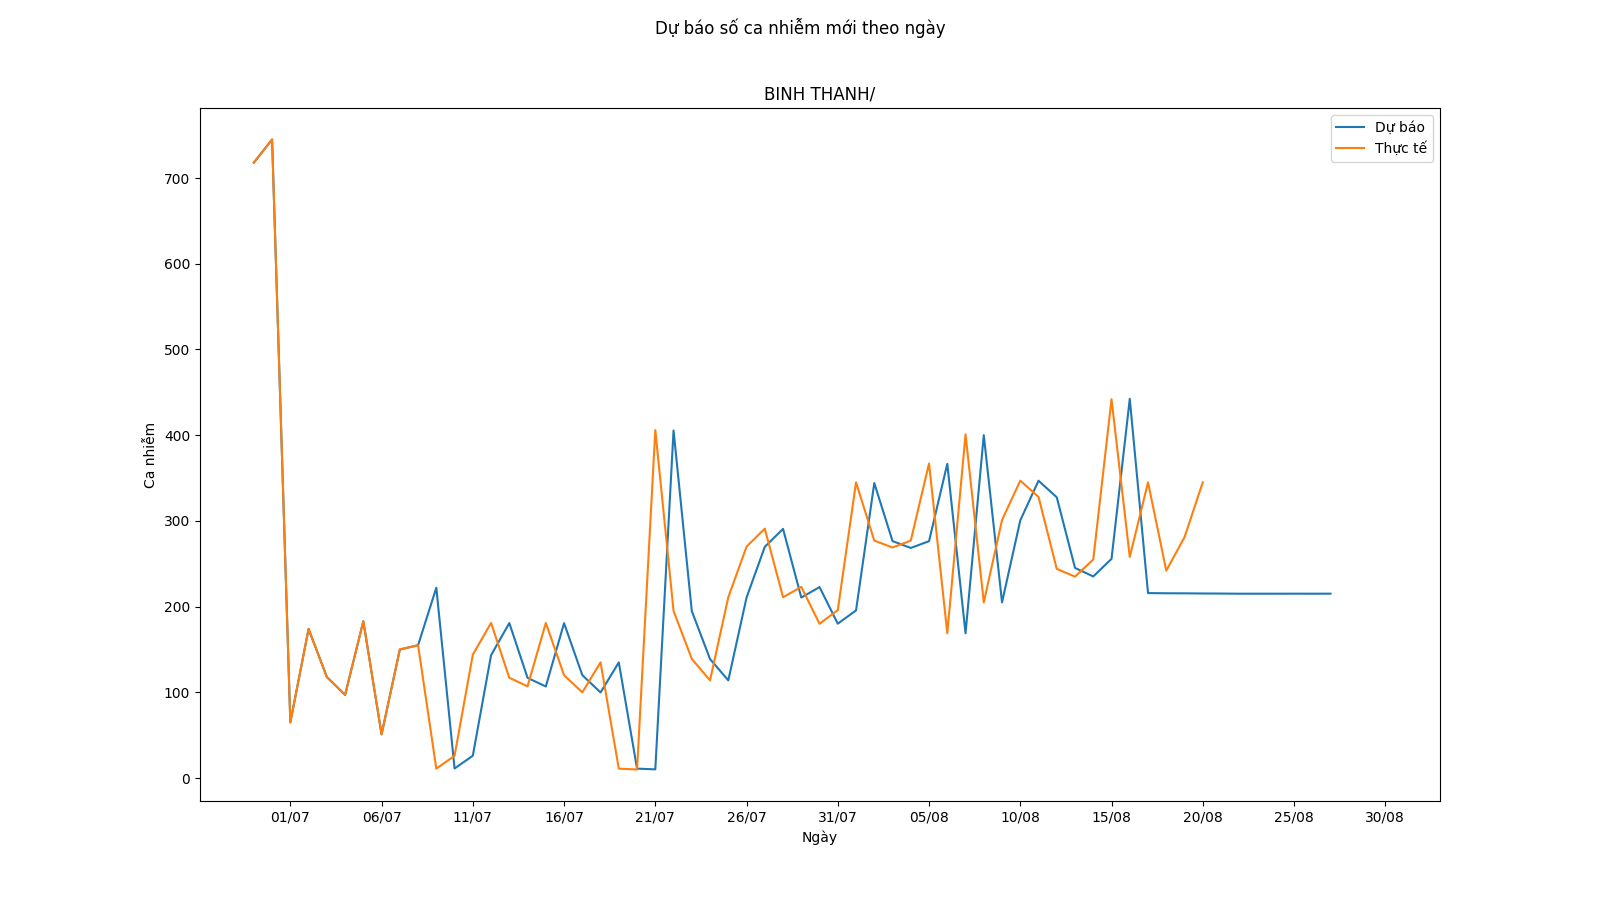 Dự báo số ca nhiễm mới theo ngày
BINH THANH/
Dự báo
Thực tế
700
600
500
400
300
200
100
0
Ca nhiễm
01/07 06/07 11/07 16/07 21/07 26/07 31/07 05/08 10/08 15/08 20/08 25/08 30/08
Ngày